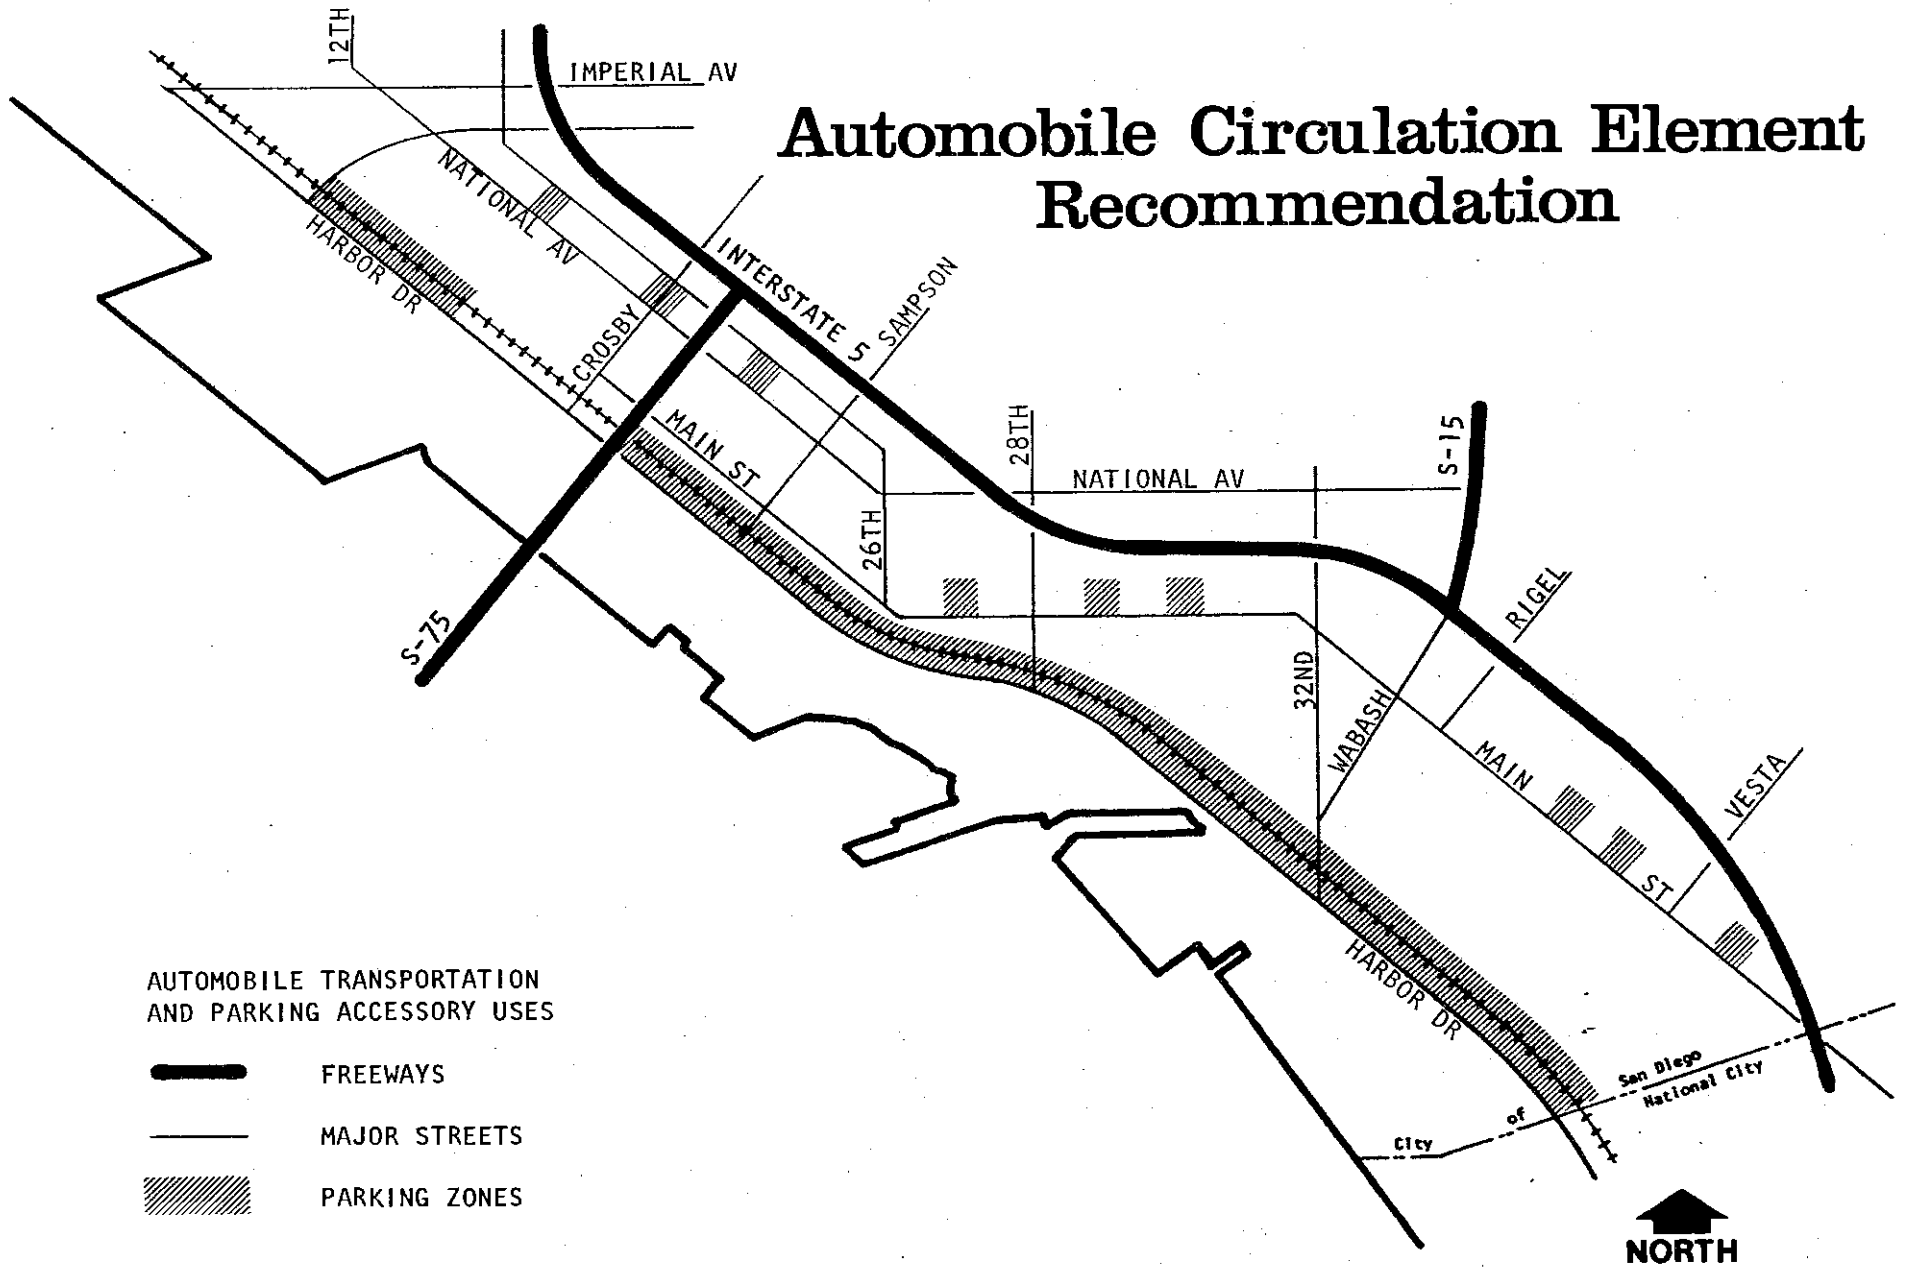 12TH
IMPERIAL AV
Automobile Circulation Element
Recommendation
NATIONAL AV
HARBOR DR
INTERSTATE 5
SAMPSON
CROSBY
MAIN ST
28TH
S-15
NATIONAL AV
26TH
RIGEL
S-75
32ND
WABASH
MAIN ST
VESTA
HARBOR DR
AUTOMOBILE TRANSPORTATION
AND PARKING ACCESSORY USES
FREEWAYS
MAJOR STREETS
PARKING ZONES
City of San Diego
National City
NORTH